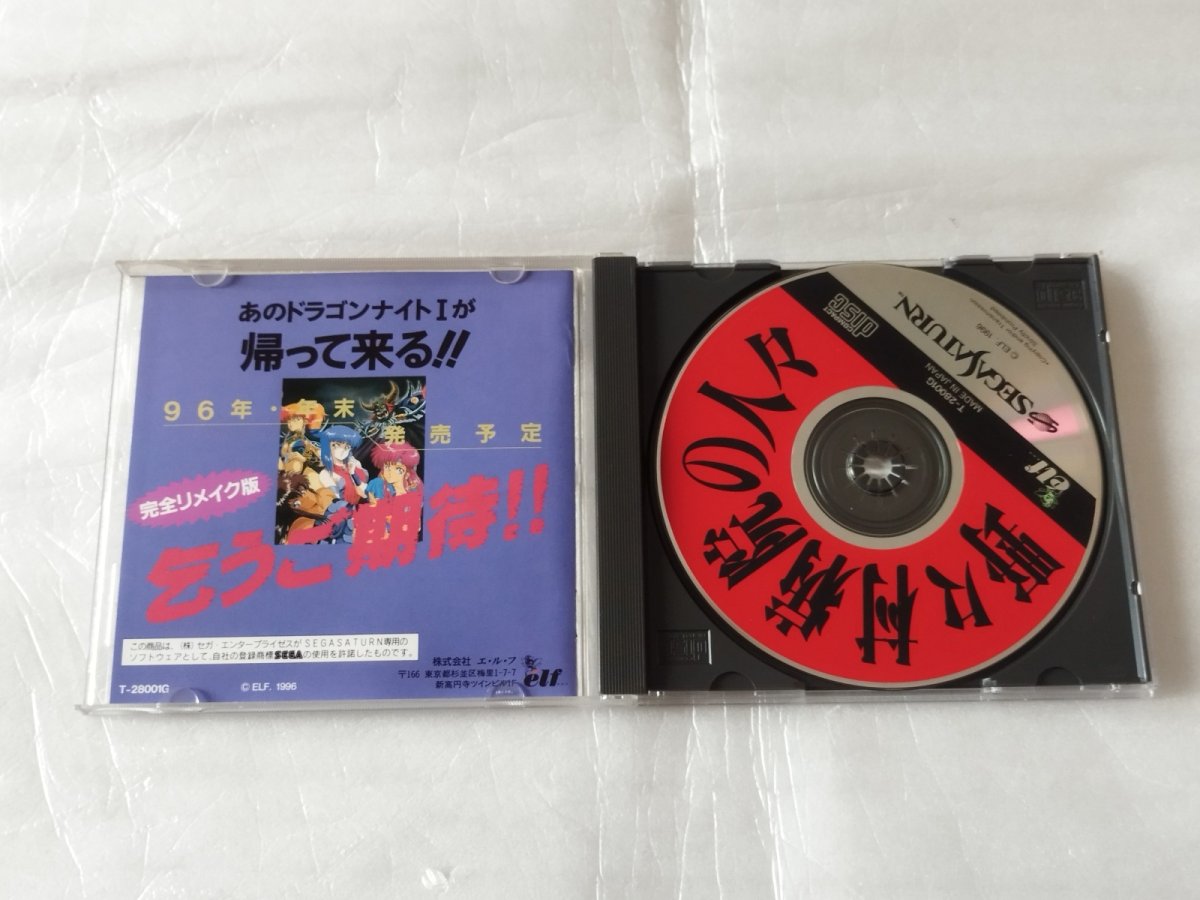 あのドラゴンナイトIが
帰って来る!!
96年・年末
発売予定
完全リメイク版
乞うご期待!!
この商品は、(株)セガ・エンタープライゼスがSEGASATURN専用の
ソフトウェアとして、自社の登録商標SEGAの使用を許諾したものです。
株式会社 エ・ル・フ
〒166 東京都杉並区梅里1-7-7
新高円寺ツインビル11F
elf...
T-28001G
© ELF. 1996
COMPACT
disc
SEGA SATURN
© ELF 1996
T-28001G
MADE IN JAPAN
elf...
野々村病院の人々